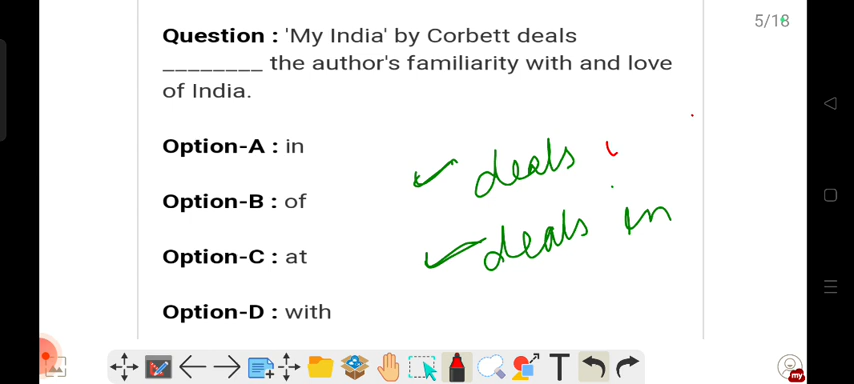 5/18
Question : 'My India' by Corbett deals
________ the author's familiarity with and love
of India.
Option-A : in
Option-B : of
Option-C : at
Option-D : with
deals
deals in
T
my